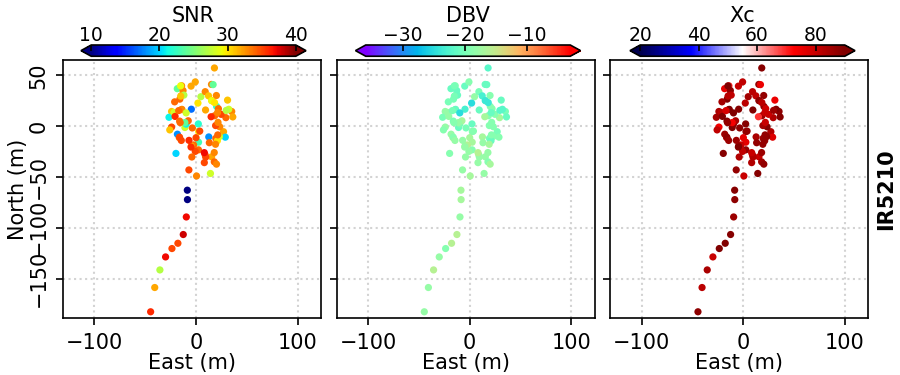 SNR DBV Xc
10 20 30 40 −30 −20 −10 20 40 60 80
50
0
−50
−100
−150
North (m)
−100 0 100 −100 0 100 −100 0 100
East (m) East (m) East (m)
IR5210